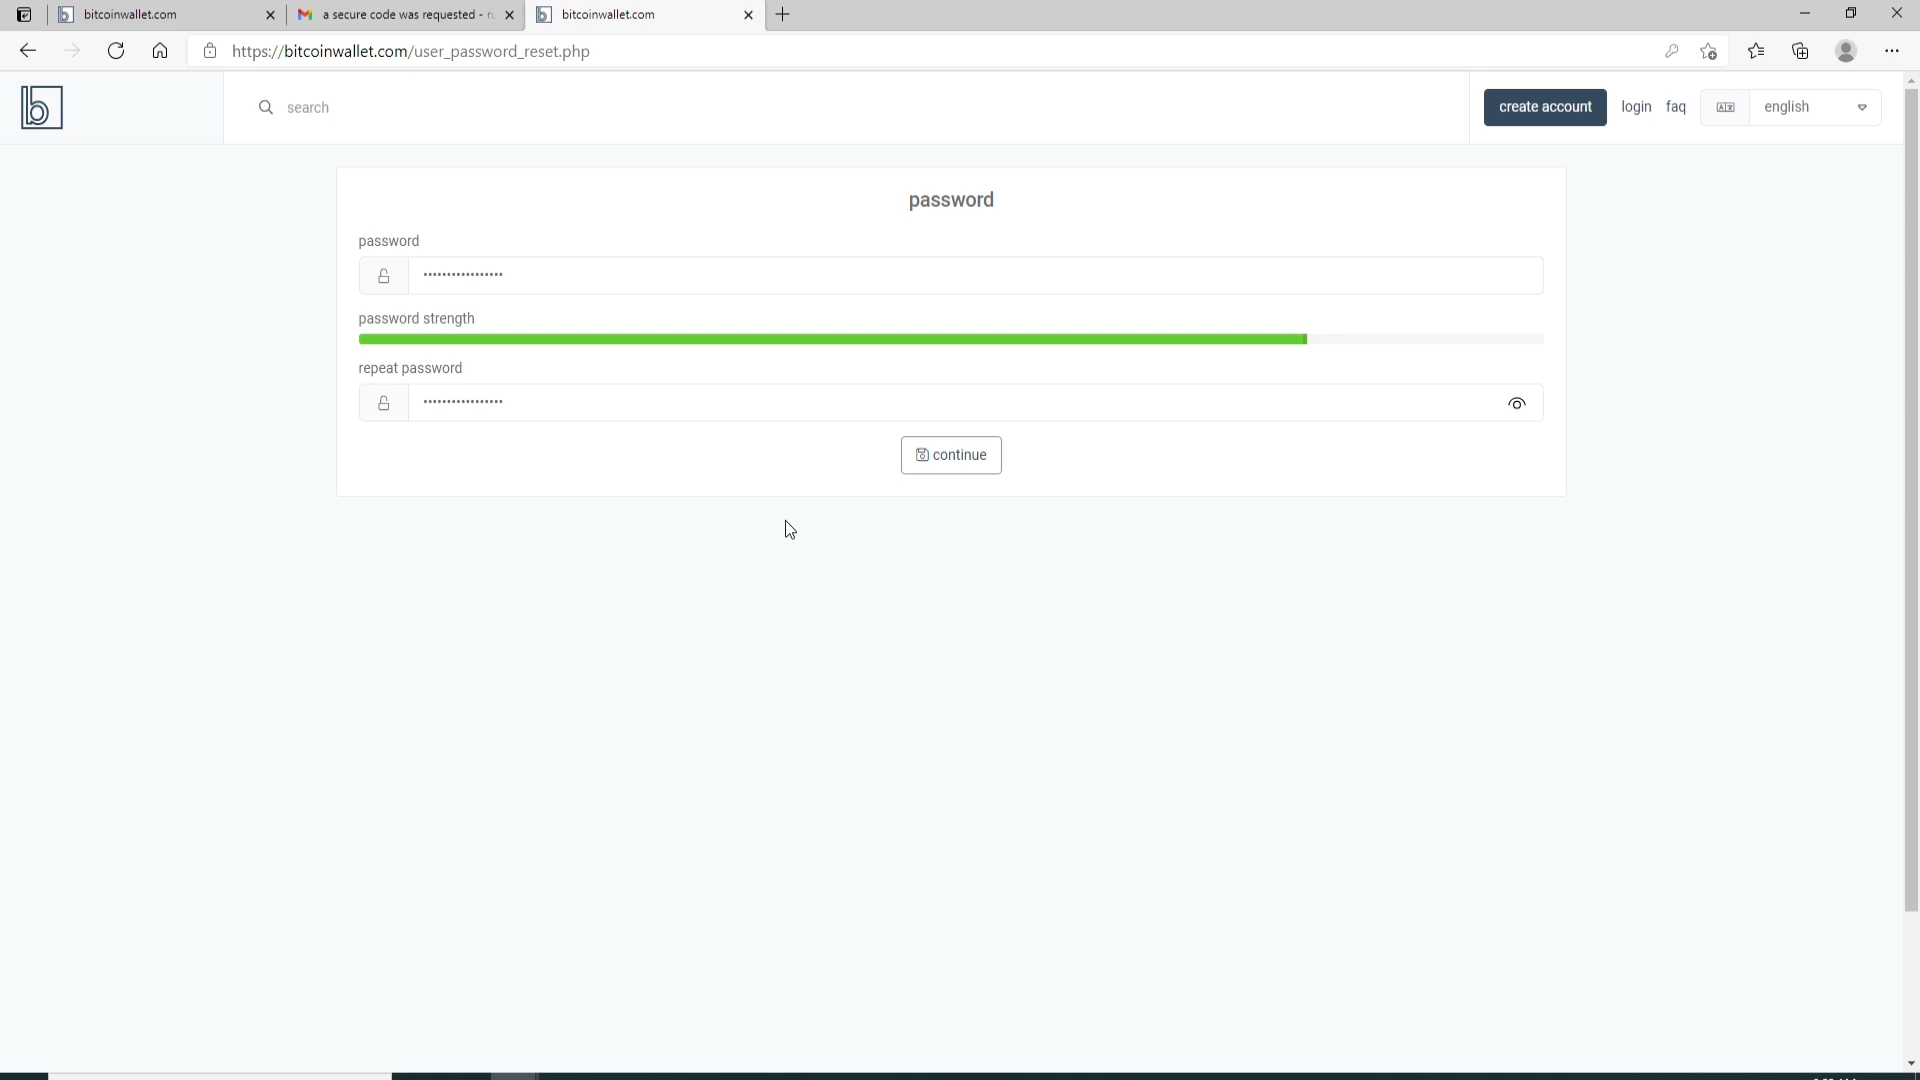 bitcoinwallet.com
a secure code was requested - ru
bitcoinwallet.com
https://bitcoinwallet.com/user_password_reset.php
b
search
create account
login
faq
english
password
password
•••••••••••••••••
password strength
repeat password
•••••••••••••••••
continue